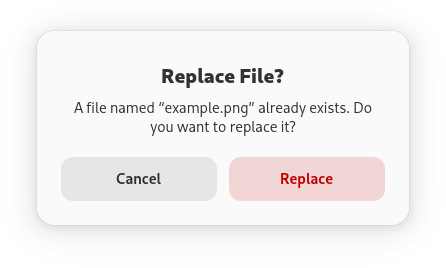 Replace File?
A file named “example.png” already exists. Do
you want to replace it?
Cancel
Replace